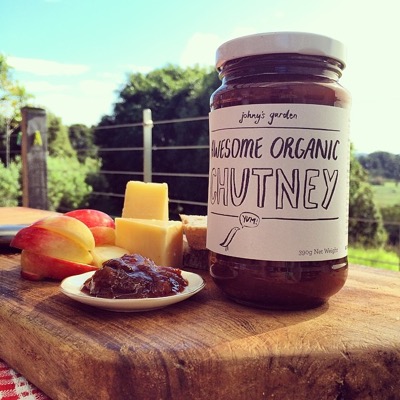 johny's garden
AWESOME ORGANIC
CHUTNEY
YUM!
390g Net Weight